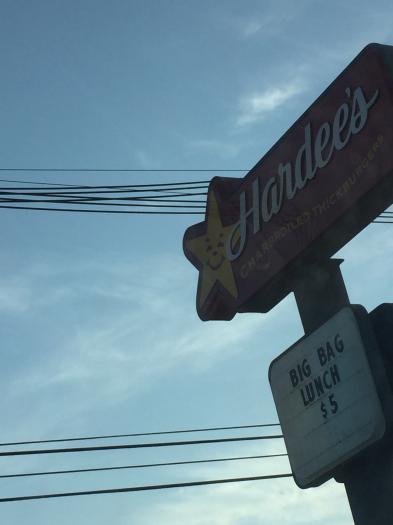 Hardee's
CHARBROILED THICKBURGERS
BIG BAG
LUNCH
$5